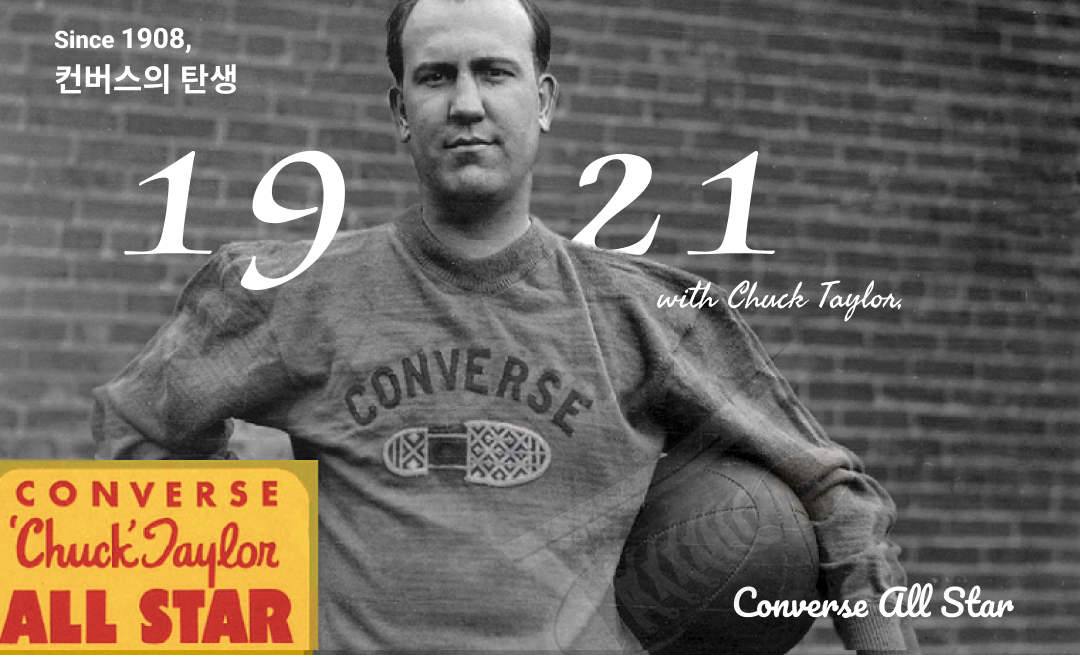 Since 1908,
컨버스의 탄생
19 21
with Chuck Taylor.
CONVERSE
CONVERSE
'Chuck' Taylor
ALL STAR
Converse All Star